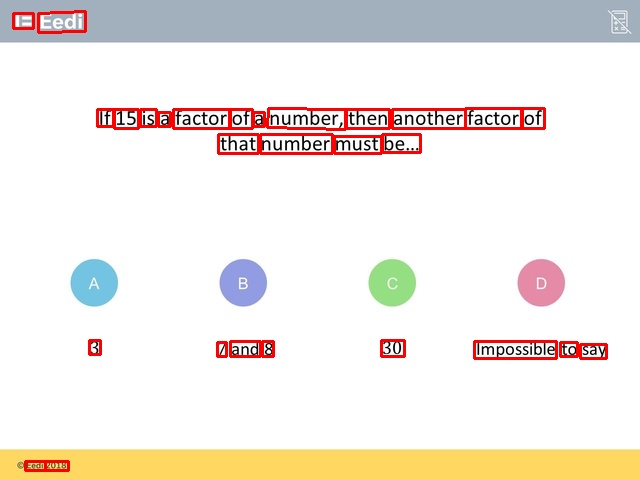 Eedi
If 15 is a factor of a number, then another factor of
that number must be...
A
B
C
D
3
7 and 8
30
Impossible to say
© Eedi 2018